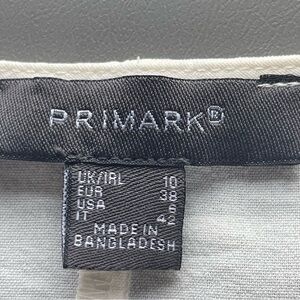 PRIMARK®
UK/IRL 10
EUR 38
USA 6
IT 42
MADE IN
BANGLADESH